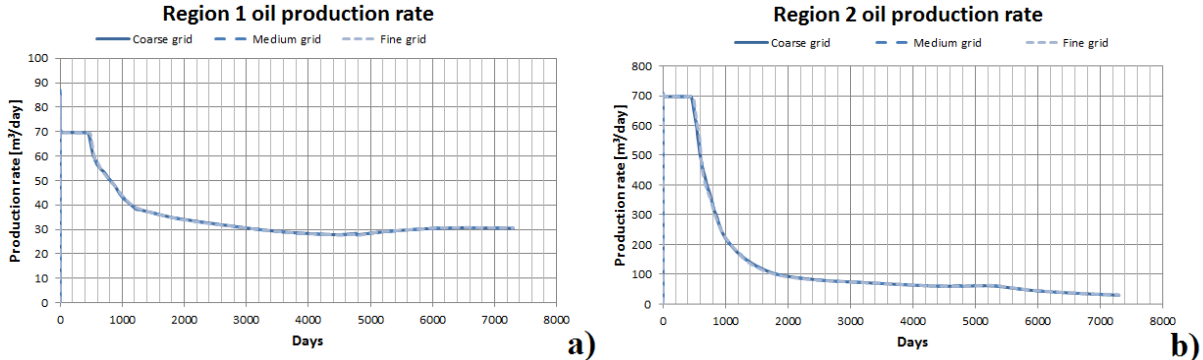 Region 1 oil production rate
Coarse grid Medium grid Fine grid
Production rate [m³/day]
100
90
80
70
60
50
40
30
20
10
0
0 1000 2000 3000 4000 5000 6000 7000 8000
Days
a)
Region 2 oil production rate
Coarse grid Medium grid Fine grid
Production rate [m³/day]
800
700
600
500
400
300
200
100
0
0 1000 2000 3000 4000 5000 6000 7000 8000
Days
b)